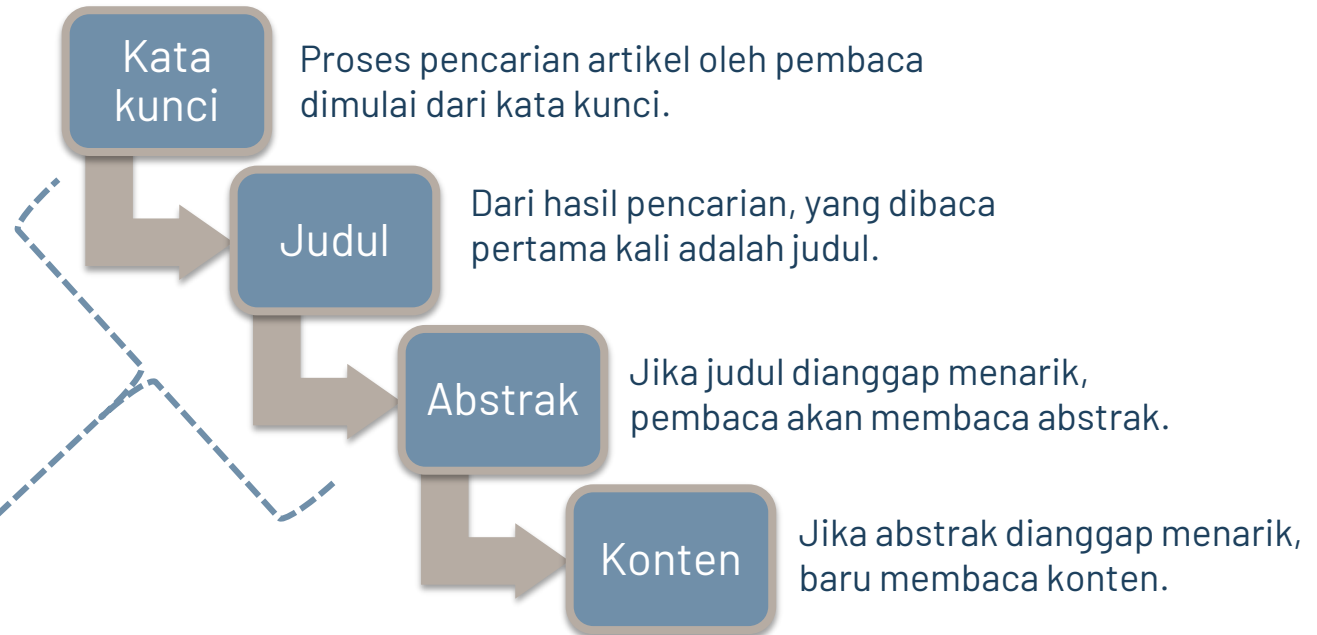 Kata
kunci
Proses pencarian artikel oleh pembaca
dimulai dari kata kunci.
Judul
Dari hasil pencarian, yang dibaca
pertama kali adalah judul.
Abstrak
Jika judul dianggap menarik,
pembaca akan membaca abstrak.
Konten
Jika abstrak dianggap menarik,
baru membaca konten.